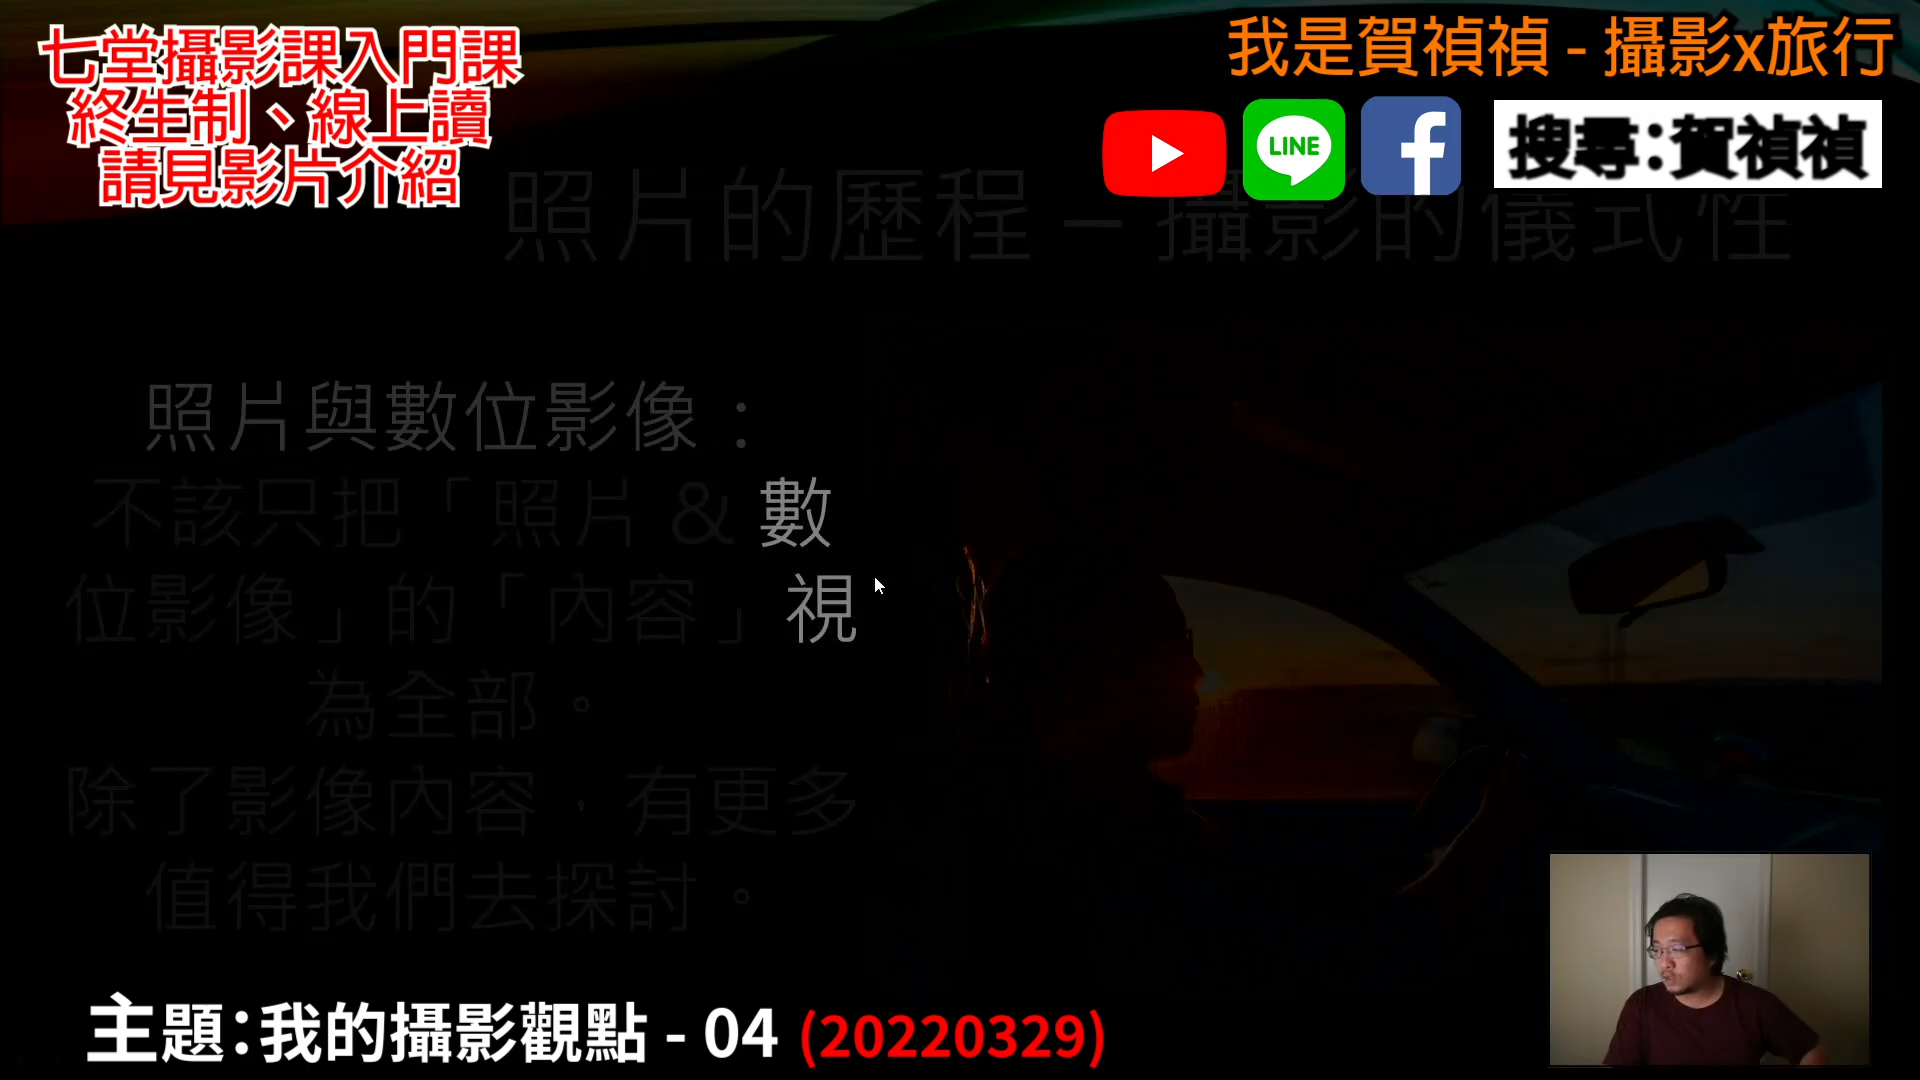 七堂攝影課入門課
終生制、線上讀
請見影片介紹
我是賀禎禎 - 攝影x旅行
LINE
搜尋：賀禎禎
照片的歷程 – 攝影的儀式性
照片與數位影像：
不該只把「照片 & 數
位影像」的「內容」視
為全部。
除了影像內容，有更多
值得我們去探討。
主題：我的攝影觀點 - 04 (20220329)